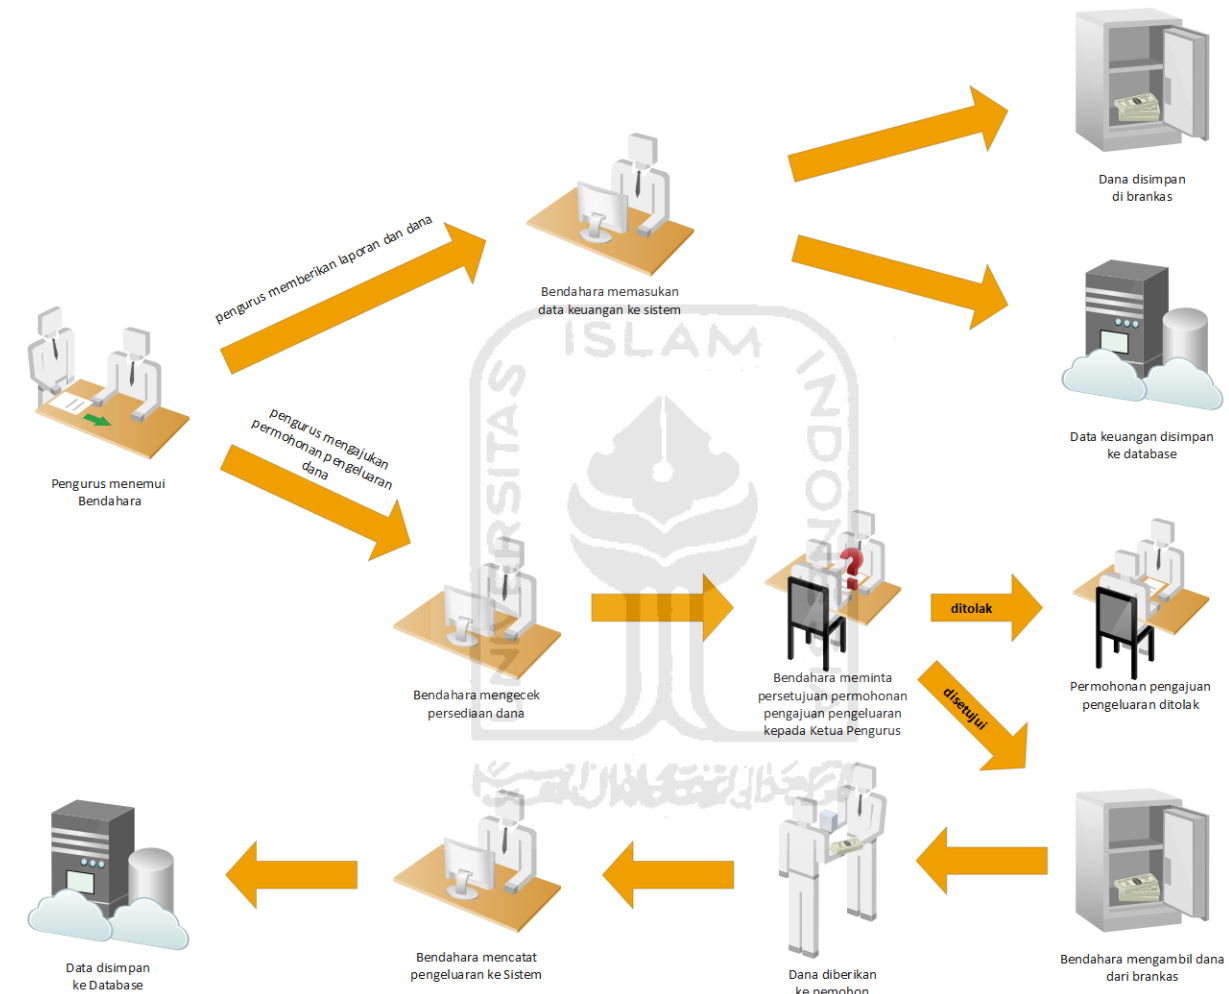 Dana disimpan
di brankas
pengurus memberikan laporan dan dana
Bendahara memasukan
data keuangan ke sistem
Data keuangan disimpan
ke database
Pengurus menemui
Bendahara
pengurus mengajukan
permohonan pengeluaran
dana
Bendahara mengecek
persediaan dana
Bendahara meminta
persetujuan permohonan
pengajuan pengeluaran
kepada Ketua Pengurus
ditolak
Permohonan pengajuan
pengeluaran ditolak
disetujui
Bendahara mengambil dana
dari brankas
Dana diberikan
ke pemohon
Bendahara mencatat
pengeluaran ke Sistem
Data disimpan
ke Database
UNIVERSITAS
ISLAM
INDONESIA